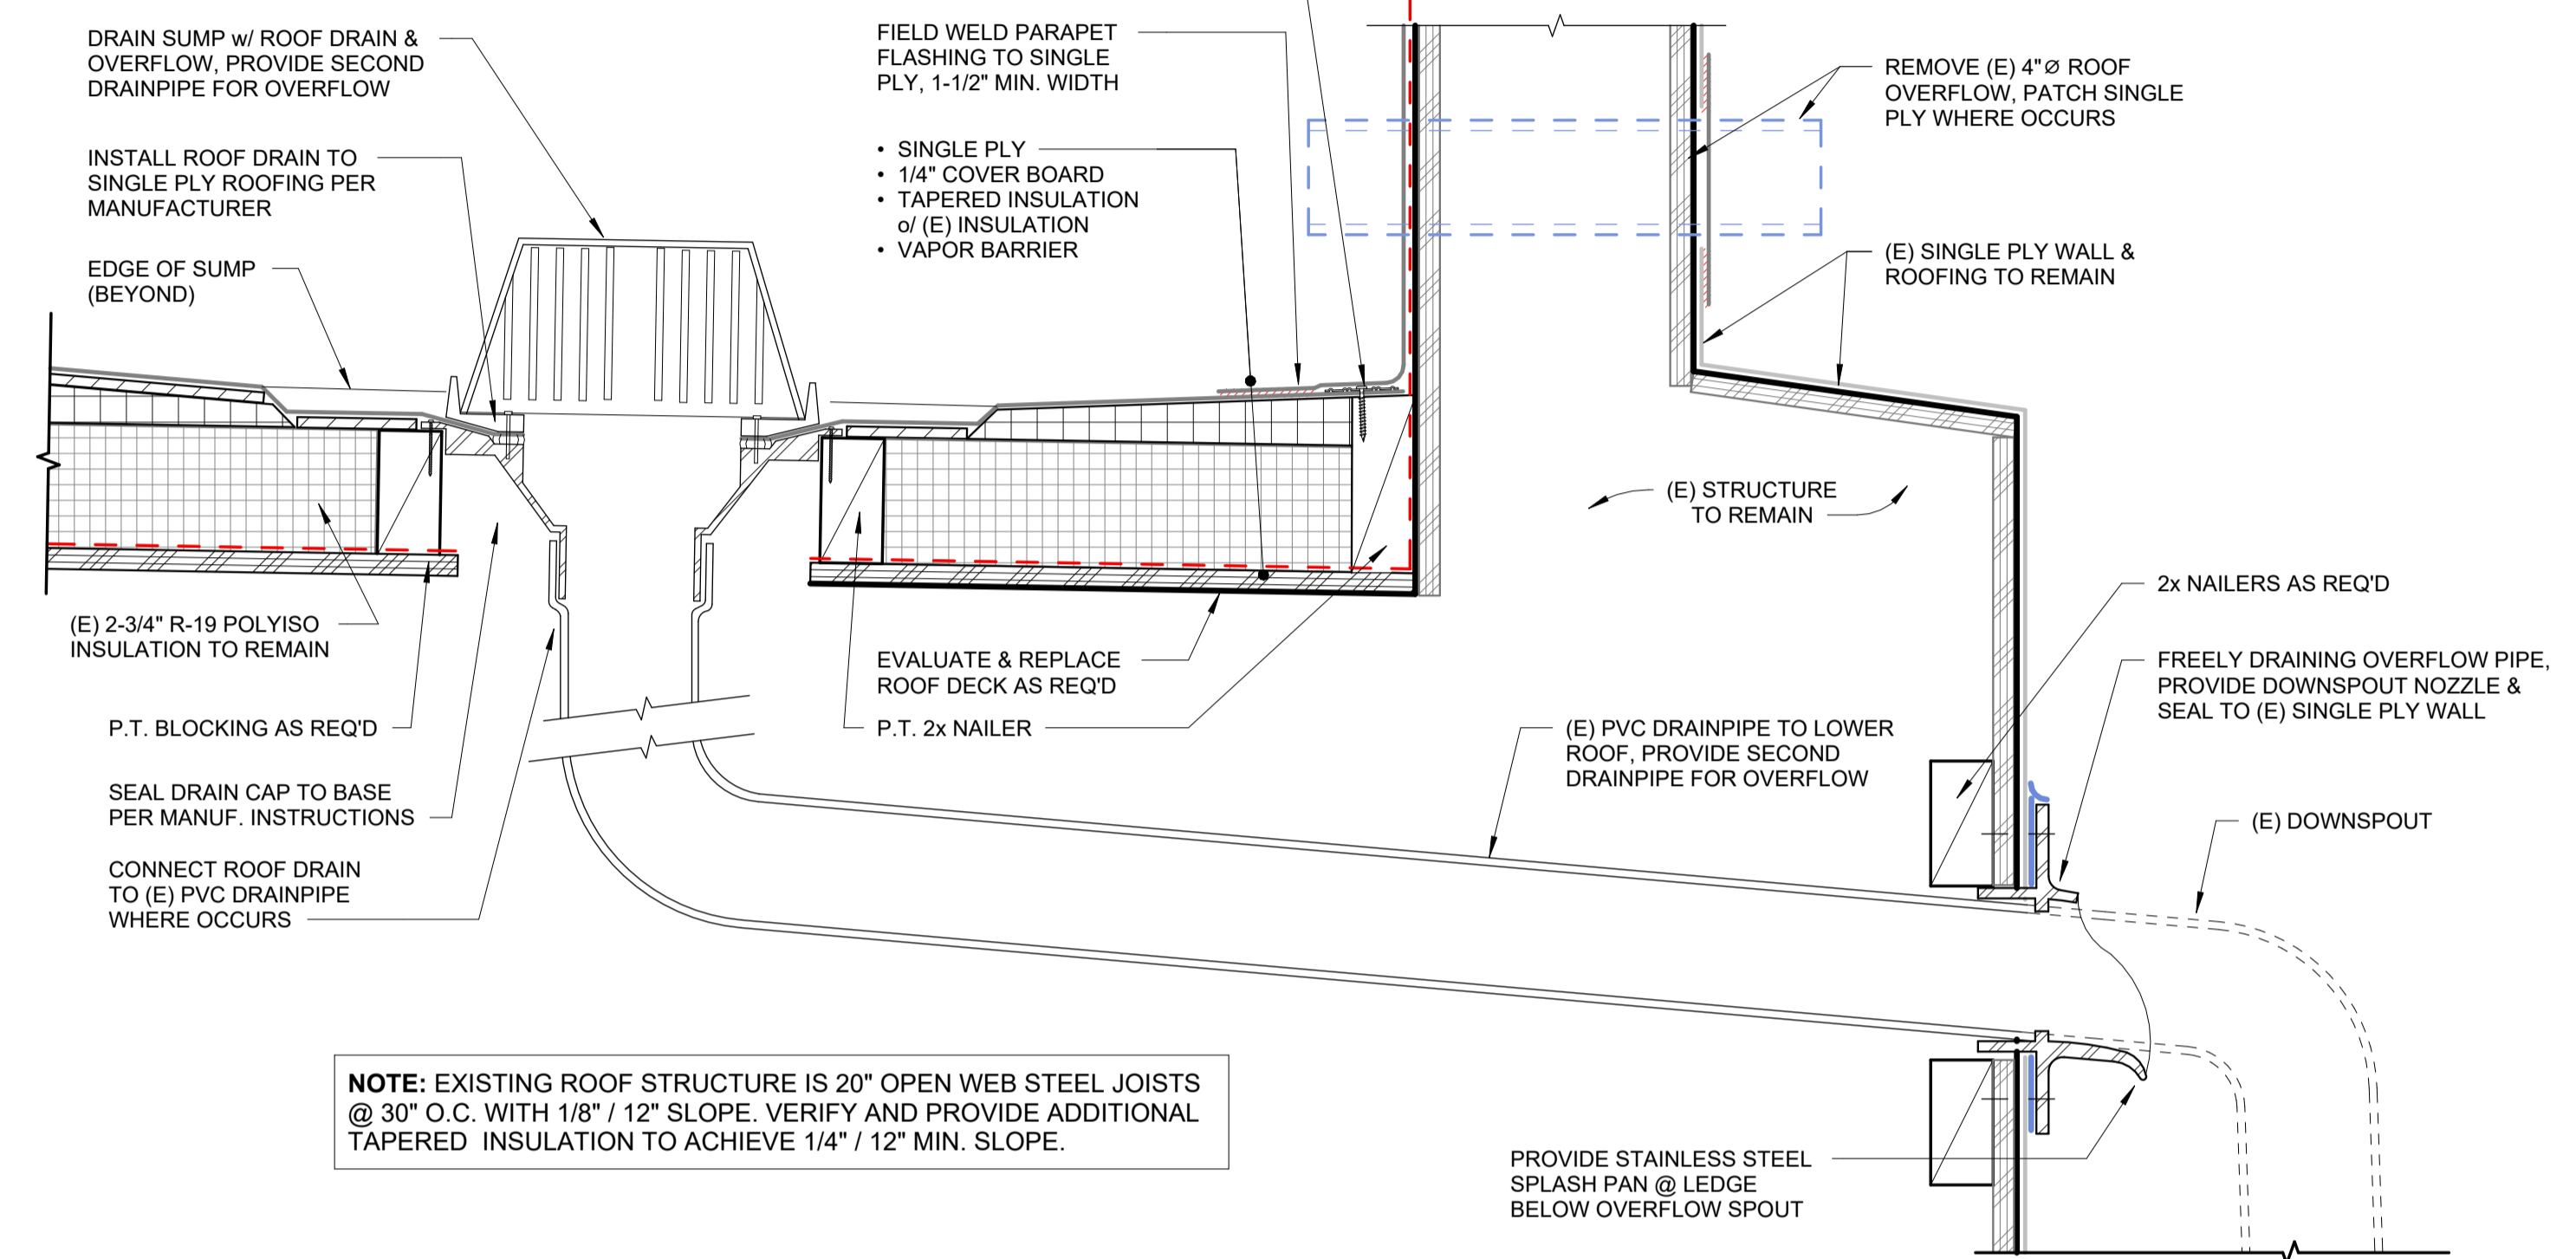 DRAIN SUMP w/ ROOF DRAIN &
OVERFLOW, PROVIDE SECOND
DRAINPIPE FOR OVERFLOW
INSTALL ROOF DRAIN TO
SINGLE PLY ROOFING PER
MANUFACTURER
EDGE OF SUMP
(BEYOND)
(E) 2-3/4" R-19 POLYISO
INSULATION TO REMAIN
P.T. BLOCKING AS REQ'D
SEAL DRAIN CAP TO BASE
PER MANUF. INSTRUCTIONS
CONNECT ROOF DRAIN
TO (E) PVC DRAINPIPE
WHERE OCCURS
FIELD WELD PARAPET
FLASHING TO SINGLE
PLY, 1-1/2" MIN. WIDTH
• SINGLE PLY
• 1/4" COVER BOARD
• TAPERED INSULATION
o/ (E) INSULATION
• VAPOR BARRIER
EVALUATE & REPLACE
ROOF DECK AS REQ'D
P.T. 2x NAILER
REMOVE (E) 4"Ø ROOF
OVERFLOW, PATCH SINGLE
PLY WHERE OCCURS
(E) SINGLE PLY WALL &
ROOFING TO REMAIN
(E) STRUCTURE
TO REMAIN
2x NAILERS AS REQ'D
FREELY DRAINING OVERFLOW PIPE,
PROVIDE DOWNSPOUT NOZZLE &
SEAL TO (E) SINGLE PLY WALL
(E) PVC DRAINPIPE TO LOWER
ROOF, PROVIDE SECOND
DRAINPIPE FOR OVERFLOW
(E) DOWNSPOUT
NOTE: EXISTING ROOF STRUCTURE IS 20" OPEN WEB STEEL JOISTS
@ 30" O.C. WITH 1/8" / 12" SLOPE. VERIFY AND PROVIDE ADDITIONAL
TAPERED INSULATION TO ACHIEVE 1/4" / 12" MIN. SLOPE.
PROVIDE STAINLESS STEEL
SPLASH PAN @ LEDGE
BELOW OVERFLOW SPOUT